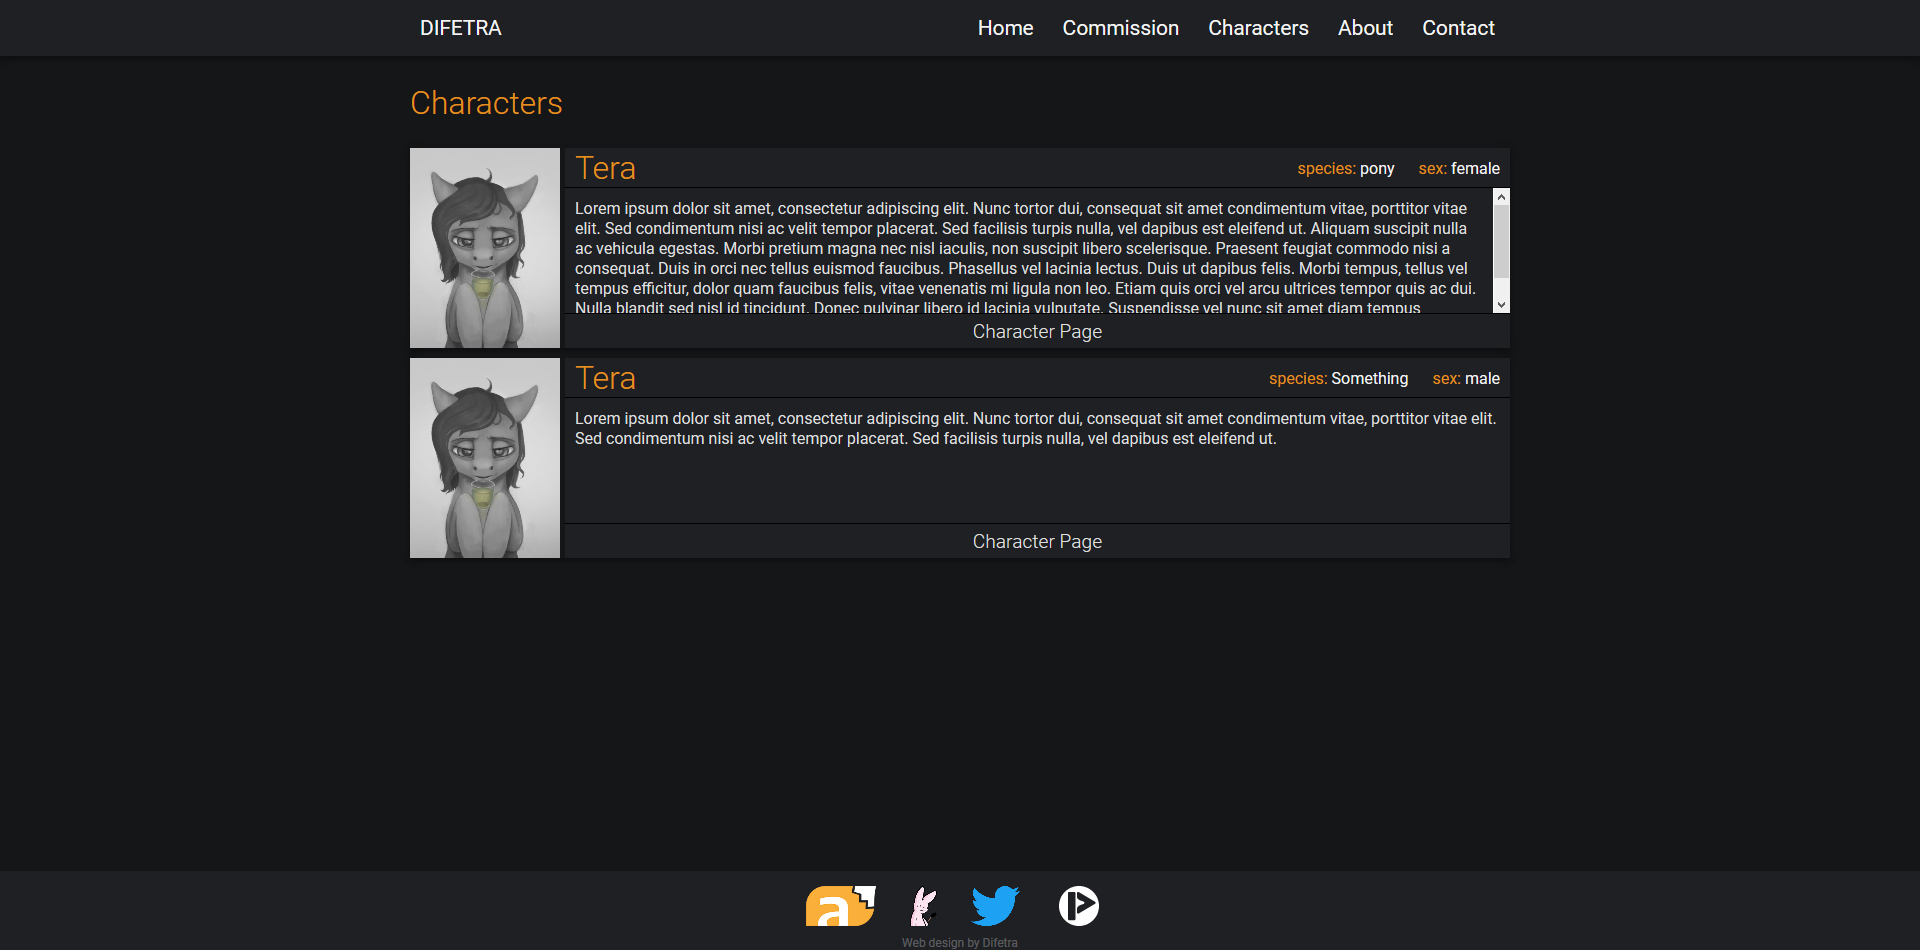 DIFETRA
Home Commission Characters About Contact
Characters
Tera
species: pony sex: female
Lorem ipsum dolor sit amet, consectetur adipiscing elit. Nunc tortor dui, consequat sit amet condimentum vitae, porttitor vitae
elit. Sed condimentum nisi ac velit tempor placerat. Sed facilisis turpis nulla, vel dapibus est eleifend ut. Aliquam suscipit nulla
ac vehicula egestas. Morbi pretium magna nec nisl iaculis, non suscipit libero scelerisque. Praesent feugiat commodo nisi a
consequat. Duis in orci nec tellus euismod faucibus. Phasellus vel lacinia lectus. Duis ut dapibus felis. Morbi tempus, tellus vel
tempus efficitur, dolor quam faucibus felis, vitae venenatis mi ligula non leo. Etiam quis orci vel arcu ultrices tempor quis ac dui.
Nulla blandit sed nisl id tincidunt. Donec pulvinar libero id lacinia vulputate. Suspendisse vel nunc sit amet diam tempus
Character Page
Tera
species: Something sex: male
Lorem ipsum dolor sit amet, consectetur adipiscing elit. Nunc tortor dui, consequat sit amet condimentum vitae, porttitor vitae elit.
Sed condimentum nisi ac velit tempor placerat. Sed facilisis turpis nulla, vel dapibus est eleifend ut.
Character Page
a
Web design by Difetra